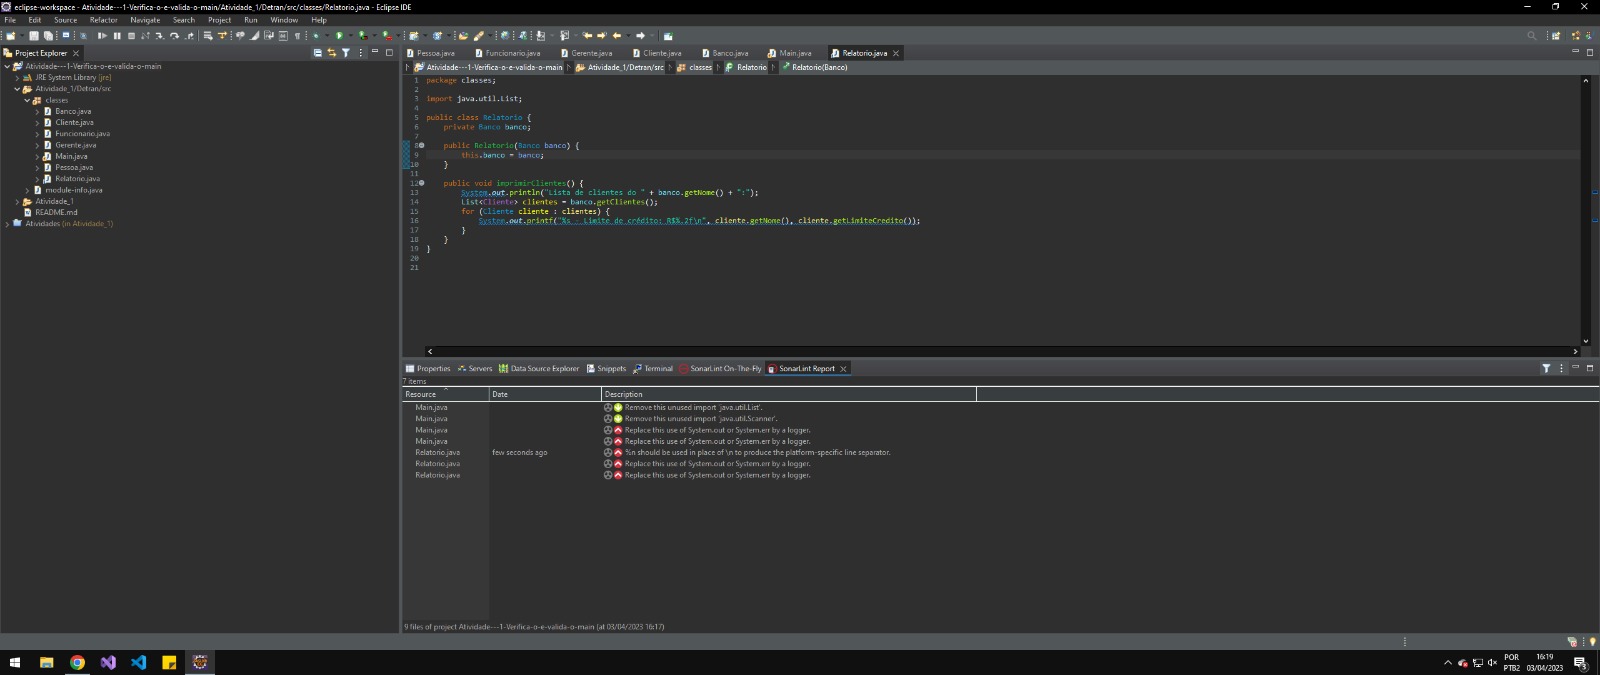 eclipse-workspace - Atividade---1-Verifica-o-e-valida-o-main/Atividade_1/Detran/src/classes/Relatorio.java - Eclipse IDE
File Edit Source Refactor Navigate Search Project Run Window Help
Project Explorer
Atividade---1-Verifica-o-e-valida-o-main
JRE System Library [jre]
Atividade_1/Detran/src
classes
Banco.java
Cliente.java
Funcionario.java
Gerente.java
Main.java
Pessoa.java
Relatorio.java
module-info.java
Atividade_1
README.md
Atividades (in Atividade_1)
Pessoa.java Funcionario.java Gerente.java Cliente.java Banco.java Main.java Relatorio.java
Atividade---1-Verifica-o-e-valida-o-main Atividade_1/Detran/src classes Relatorio Relatorio(Banco)
1 package classes;
2
3 import java.util.List;
4
5 public class Relatorio {
6 private Banco banco;
7
8 public Relatorio(Banco banco) {
9 this.banco = banco;
10 }
11
12 public void imprimirClientes() {
13 System.out.println("Lista de clientes do " + banco.getNome() + ":");
14 List<Cliente> clientes = banco.getClientes();
15 for (Cliente cliente : clientes) {
16 System.out.printf("%s - Limite de crédito: R$%.2f\n", cliente.getNome(), cliente.getLimiteCredito());
17 }
18 }
19 }
20
21
Properties Servers Data Source Explorer Snippets Terminal SonarLint On-The-Fly SonarLint Report
7 items
Resource Date Description
Main.java Remove this unused import 'java.util.List'.
Main.java Remove this unused import 'java.util.Scanner'.
Main.java Replace this use of System.out or System.err by a logger.
Main.java Replace this use of System.out or System.err by a logger.
Relatorio.java few seconds ago %n should be used in place of \n to produce the platform-specific line separator.
Relatorio.java Replace this use of System.out or System.err by a logger.
Relatorio.java Replace this use of System.out or System.err by a logger.
9 files of project Atividade---1-Verifica-o-e-valida-o-main (at 03/04/2023 16:17)
POR 16:19
PTB2 03/04/2023
3